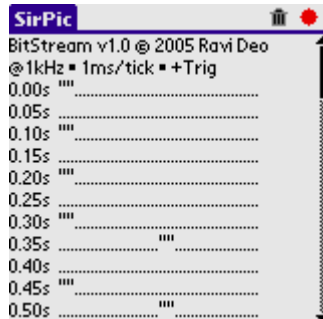 SirPic
BitStream v1.0 © 2005 Ravi Deo
@1kHz ▪ 1ms/tick ▪ +Trig
0.00s ''''..............................................
0.05s ..................................................
0.10s ''''..............................................
0.15s ..................................................
0.20s ''''..............................................
0.25s ..................................................
0.30s ''''..............................................
0.35s .........................''''.....................
0.40s ..................................................
0.45s ''''..............................................
0.50s .........................''''.....................